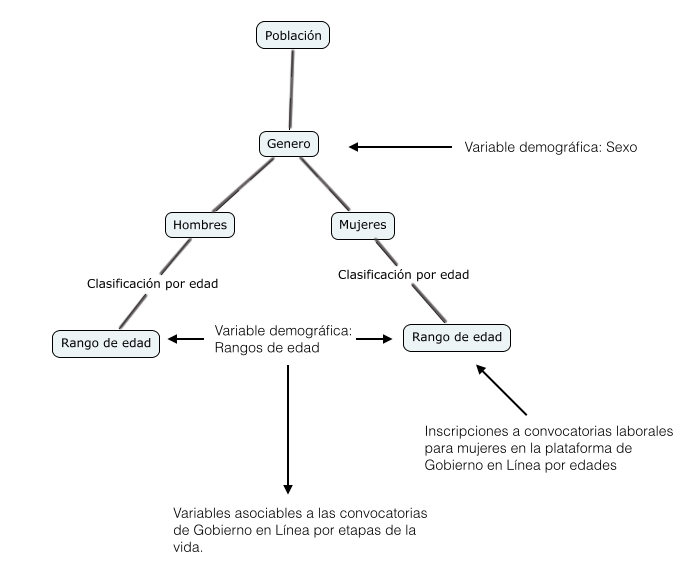 Población
Genero
Variable demográfica: Sexo
Hombres
Mujeres
Clasificación por edad
Clasificación por edad
Rango de edad
Variable demográfica:
Rangos de edad
Rango de edad
Inscripciones a convocatorias laborales
para mujeres en la plataforma de
Gobierno en Línea por edades
Variables asociables a las convocatorias
de Gobierno en Línea por etapas de la
vida.